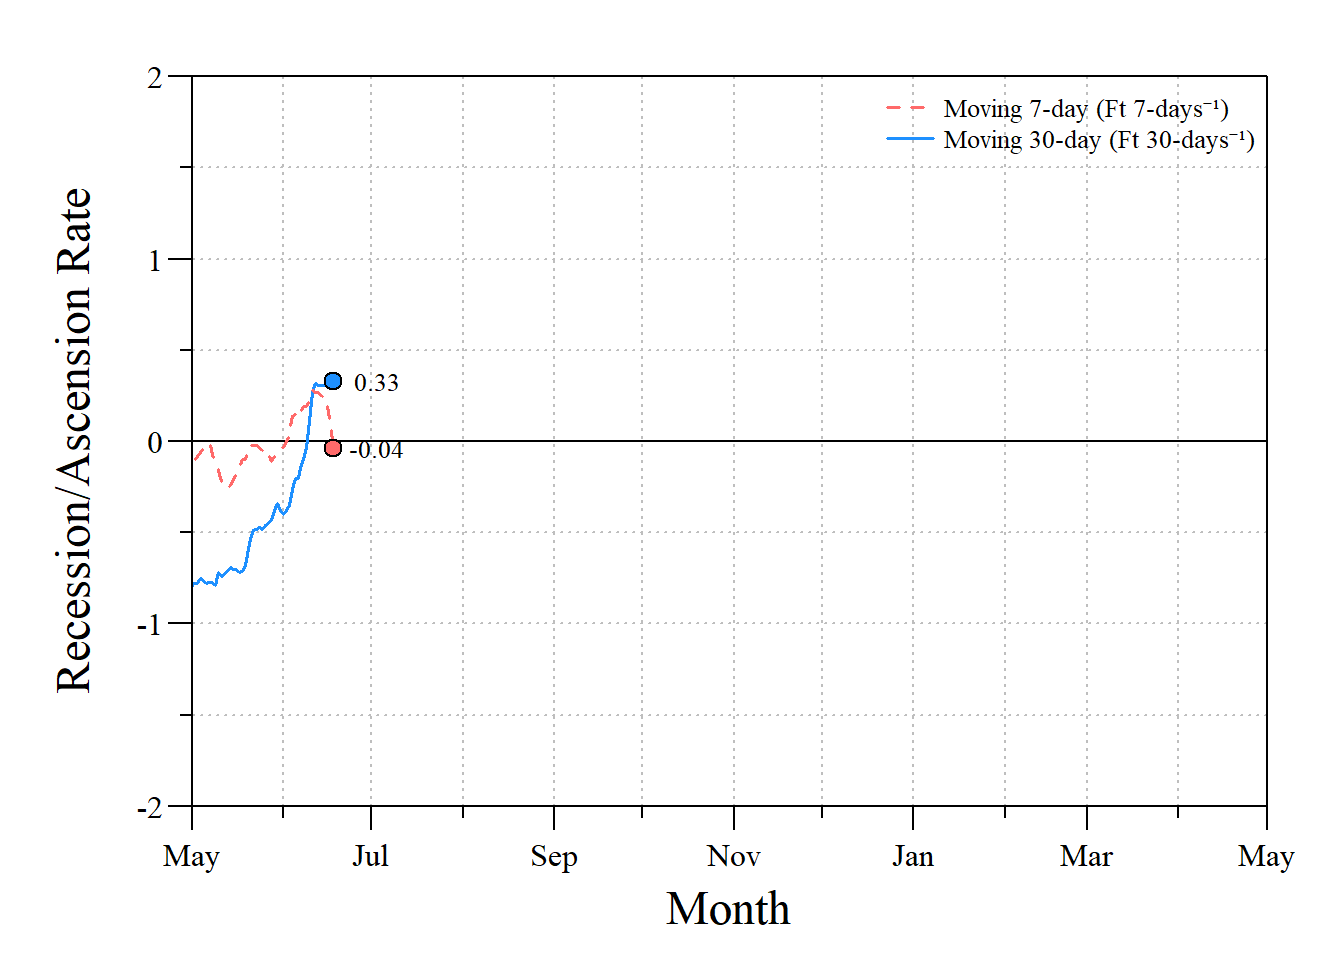 2
Moving 7-day (Ft 7-days⁻¹)
Moving 30-day (Ft 30-days⁻¹)
1
0.33
0
-0.04
-1
-2
Recession/Ascension Rate
May Jul Sep Nov Jan Mar May
Month